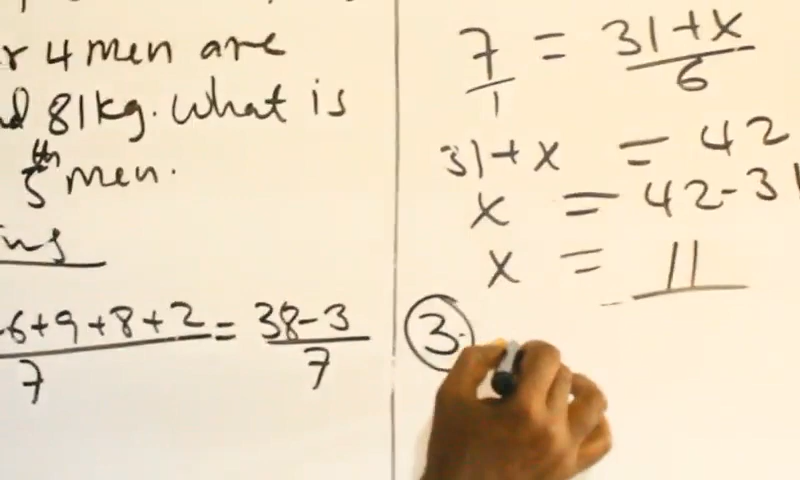 r 4 men are
d 81kg. What is
5th men.
ing
-6+9+8+2/7 = 38-3/7
7/1 = 31+x/6
31+x = 42
x = 42-31
x = 11
3.